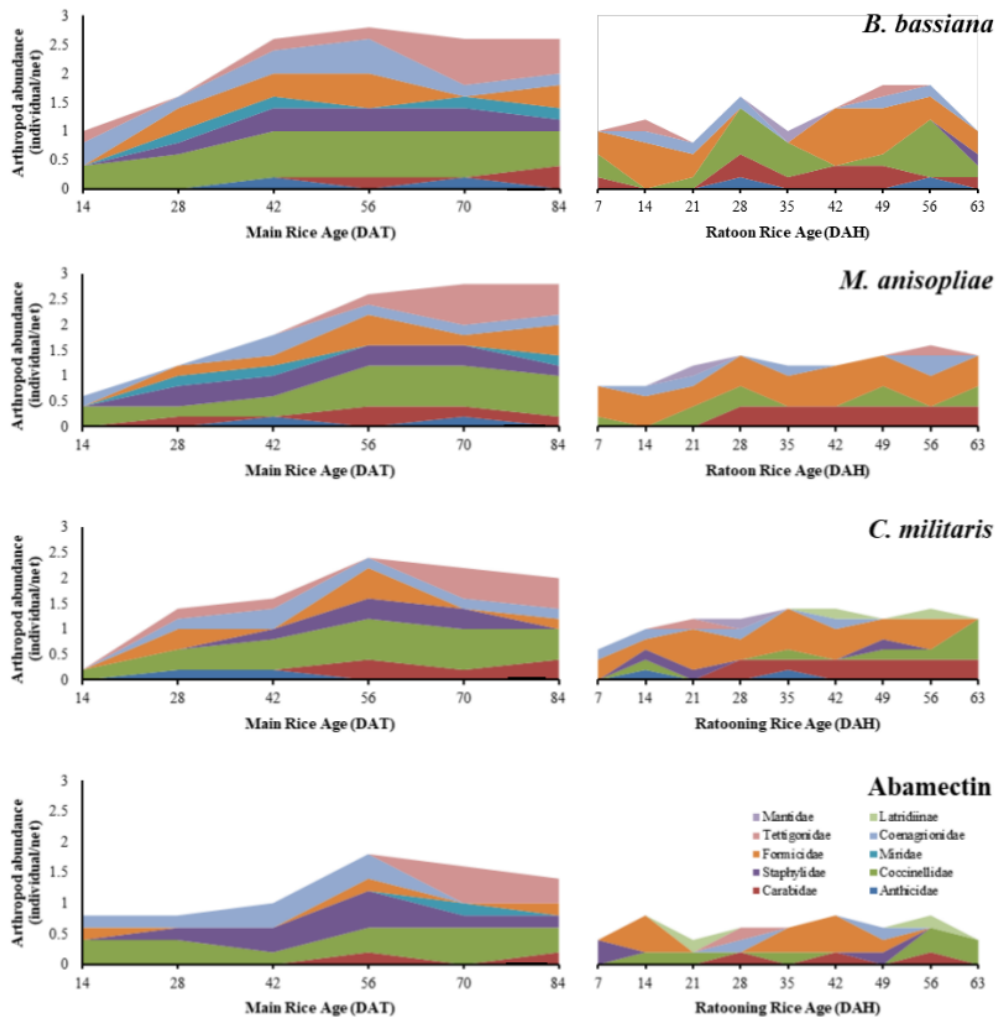 B. bassiana
Arthropod abundance
(individual/net)
3
2.5
2
1.5
1
0.5
0
14 28 42 56 70 84
Main Rice Age (DAT)
7 14 21 28 35 42 49 56 63
Ratoon Rice Age (DAH)
M. anisopliae
Arthropod abundance
(individual/net)
3
2.5
2
1.5
1
0.5
0
14 28 42 56 70 84
Main Rice Age (DAT)
7 14 21 28 35 42 49 56 63
Ratoon Rice Age (DAH)
C. militaris
Arthropod abundance
(individual/net)
3
2.5
2
1.5
1
0.5
0
14 28 42 56 70 84
Main Rice Age (DAT)
7 14 21 28 35 42 49 56 63
Ratooning Rice Age (DAH)
Abamectin
Arthropod abundance
(individual/net)
3
2.5
2
1.5
1
0.5
0
14 28 42 56 70 84
Main Rice Age (DAT)
Mantidae Latridiinae
Tettigonidae Coenagrionidae
Formicidae Miridae
Staphylidae Coccinellidae
Carabidae Anthicidae
7 14 21 28 35 42 49 56 63
Ratooning Rice Age (DAH)